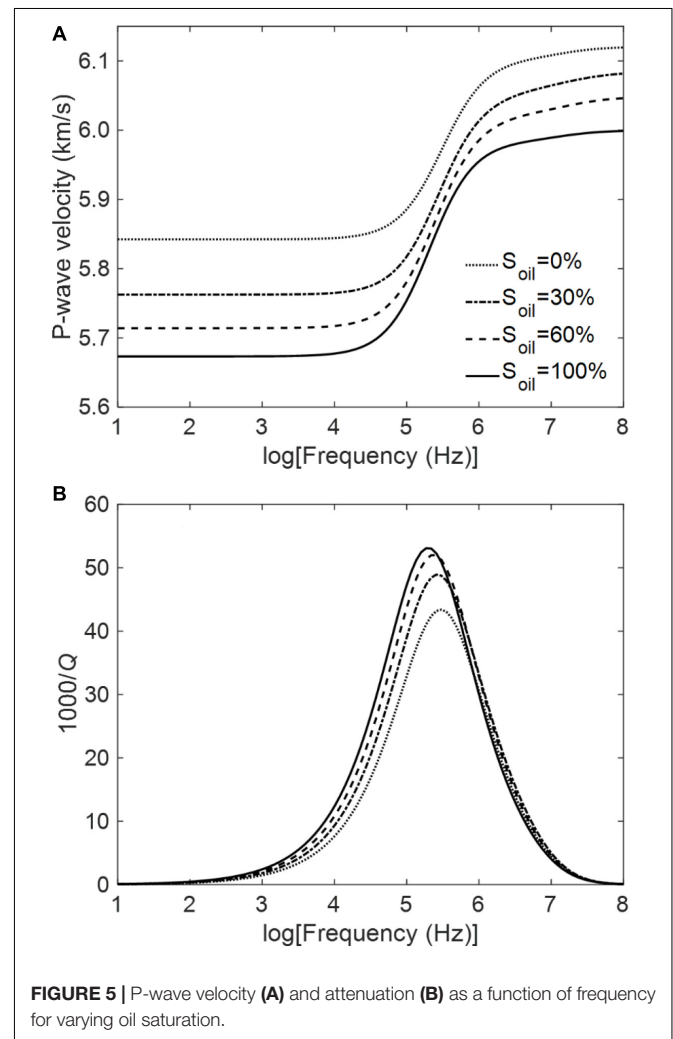 A
P-wave velocity (km/s)
6.1
6.0
5.9
5.8
5.7
5.6
S_oil=0%
S_oil=30%
S_oil=60%
S_oil=100%
1 2 3 4 5 6 7 8
log[Frequency (Hz)]
B
1000/Q
60
50
40
30
20
10
0
1 2 3 4 5 6 7 8
log[Frequency (Hz)]
FIGURE 5 | P-wave velocity (A) and attenuation (B) as a function of frequency
for varying oil saturation.